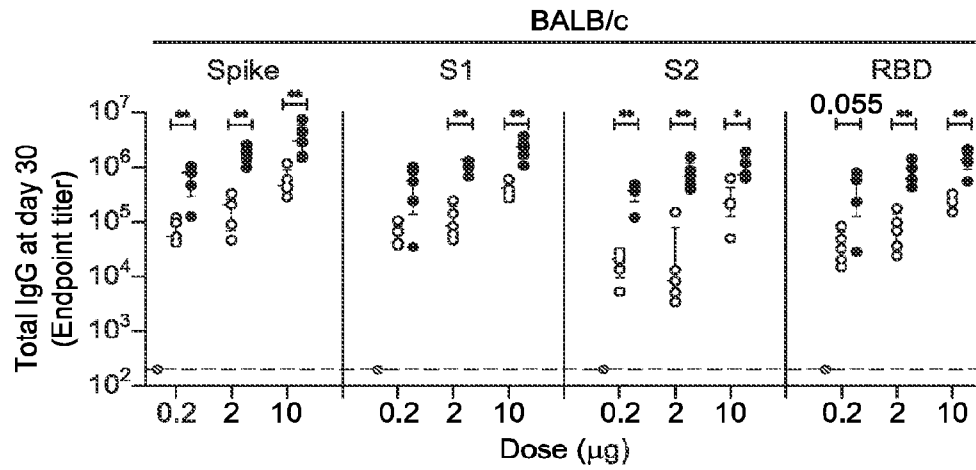 BALB/c
Spike S1 S2 RBD
** ** ** ** ** ** ** * 0.055 ** **
10⁷
10⁶
10⁵
10⁴
10³
10²
Total IgG at day 30
(Endpoint titer)
0.2 2 10 0.2 2 10 0.2 2 10 0.2 2 10
Dose (μg)